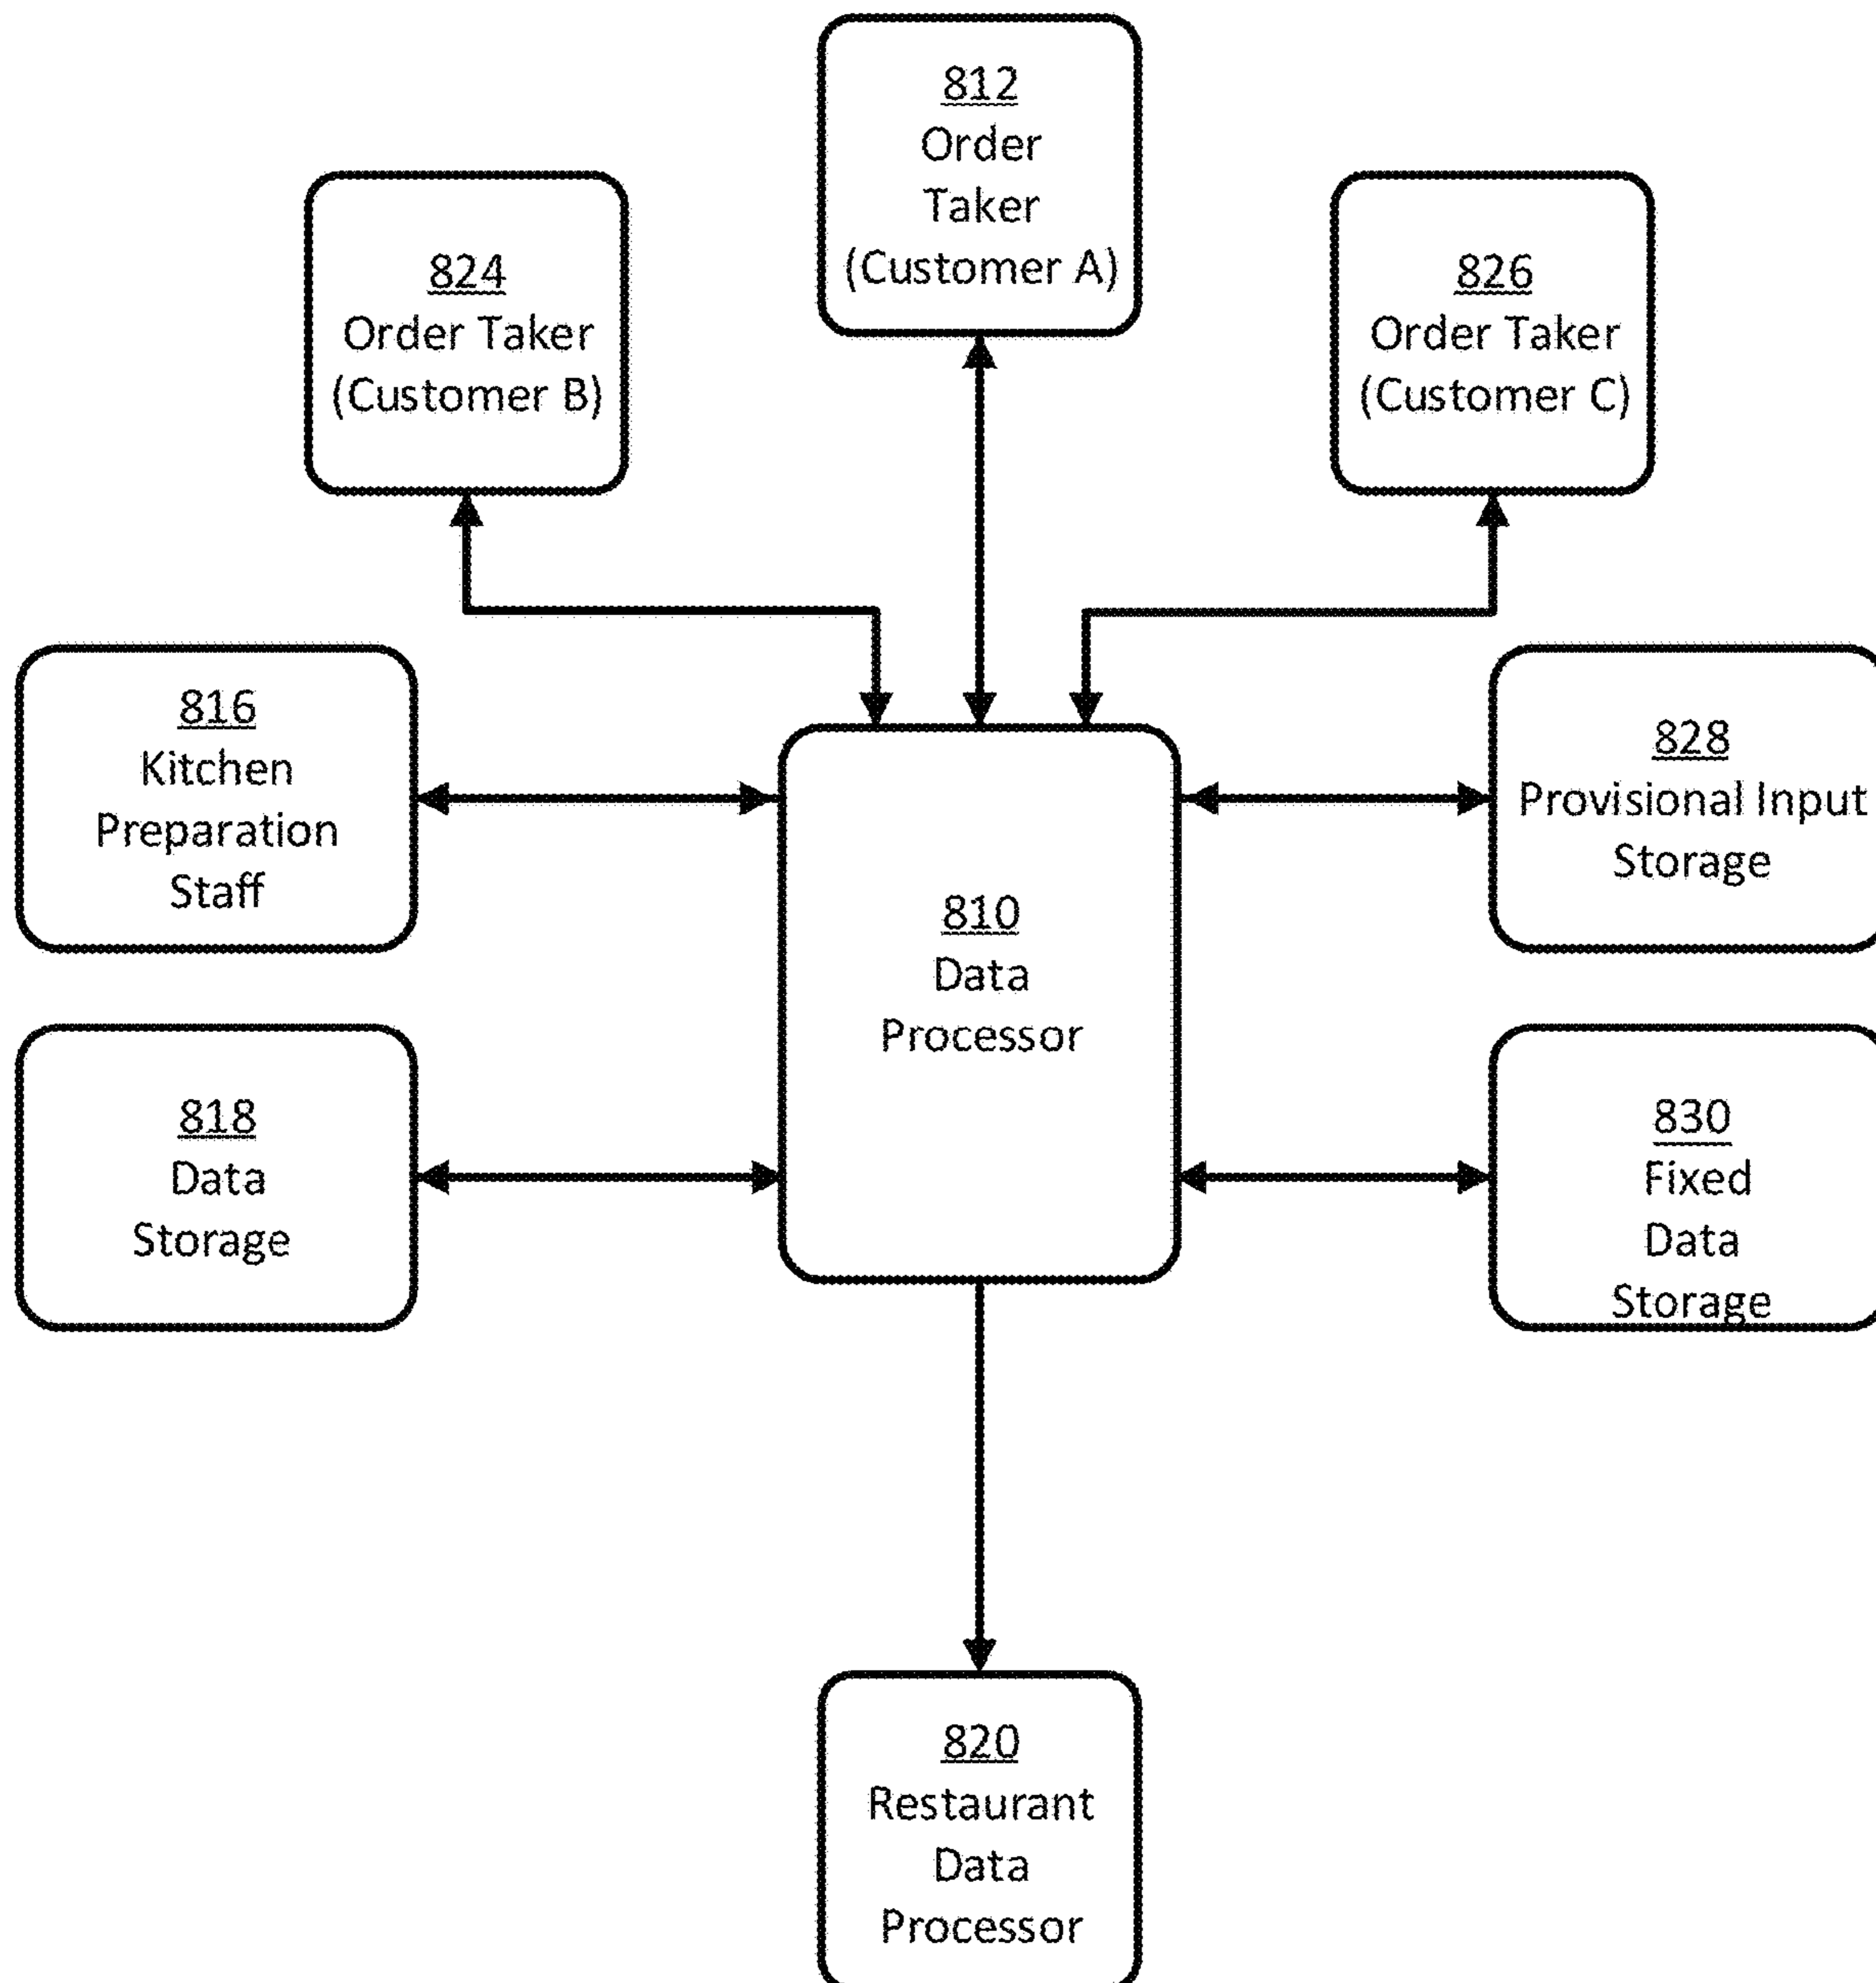 812
Order
Taker
(Customer A)
824
Order Taker
(Customer B)
826
Order Taker
(Customer C)
816
Kitchen
Preparation
Staff
828
Provisional Input
Storage
810
Data
Processor
818
Data
Storage
830
Fixed
Data
Storage
820
Restaurant
Data
Processor